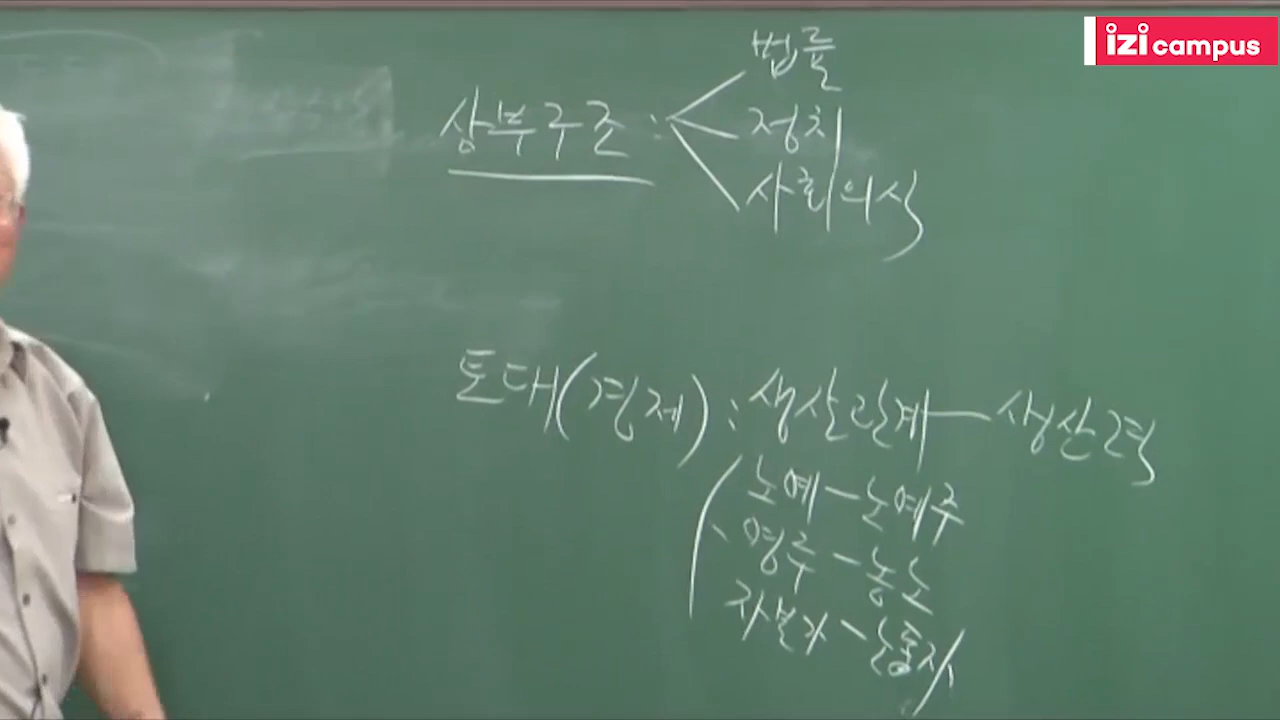 izi campus
법률
상부구조 : 정치
사회의식
토대(경제) : 생산관계 — 생산력
노예 — 노예주
영주 — 농노
자본가 — 노동자